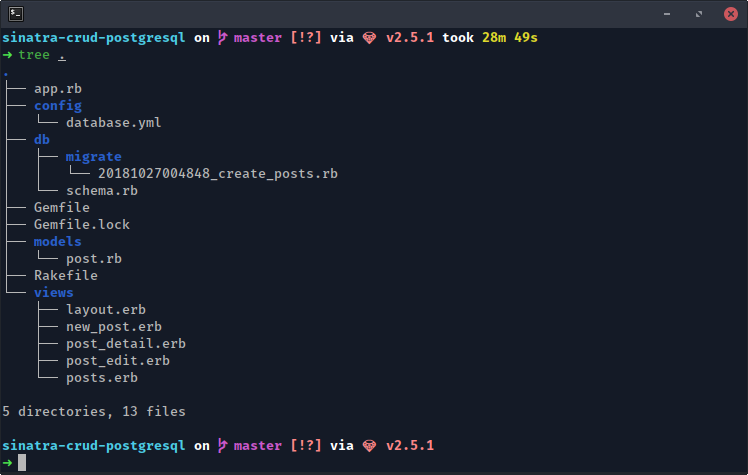 sinatra-crud-postgresql on master [!?] via v2.5.1 took 28m 49s
➜ tree .
.
├── app.rb
├── config
│   └── database.yml
├── db
│   ├── migrate
│   │   └── 20181027004848_create_posts.rb
│   └── schema.rb
├── Gemfile
├── Gemfile.lock
├── models
│   └── post.rb
├── Rakefile
└── views
    ├── layout.erb
    ├── new_post.erb
    ├── post_detail.erb
    ├── post_edit.erb
    └── posts.erb
5 directories, 13 files
sinatra-crud-postgresql on master [!?] via v2.5.1
➜